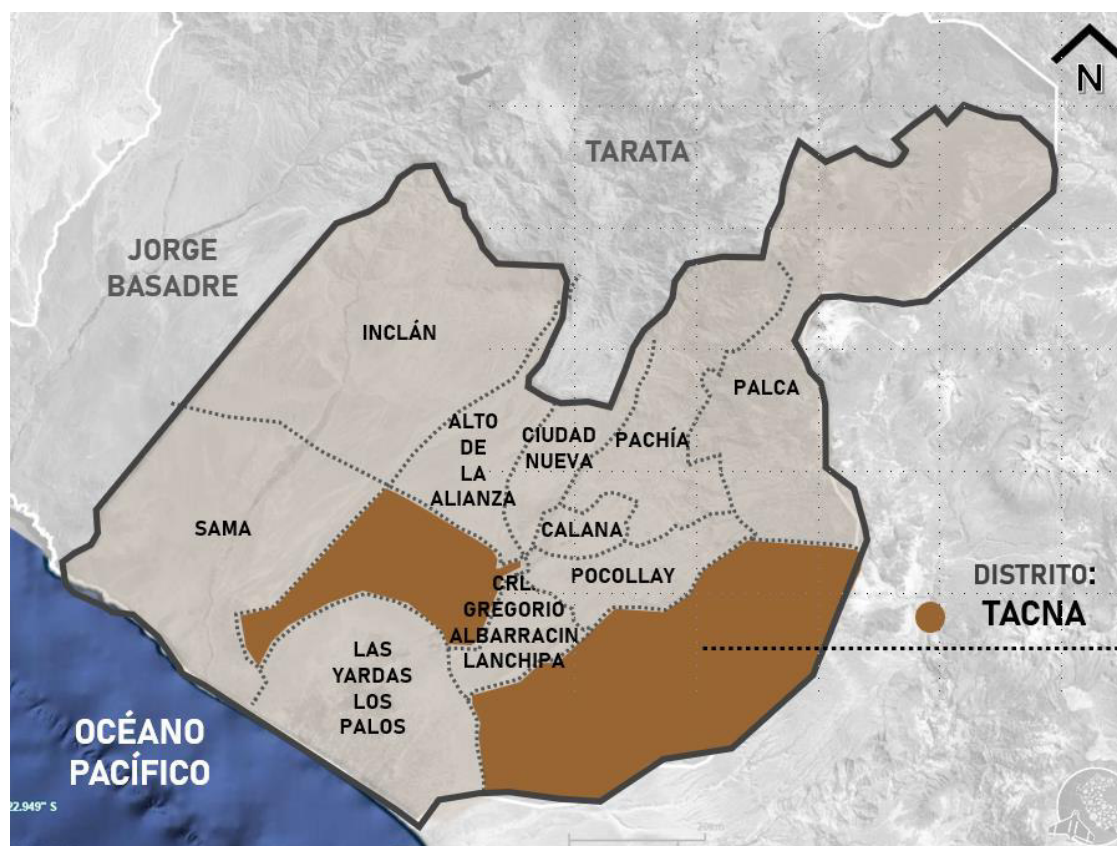 N
TARATA
JORGE
BASADRE
INCLÁN
PALCA
ALTO
DE
LA
ALIANZA
CIUDAD
NUEVA
PACHÍA
SAMA
CALANA
POCOLLAY
CRL.
GREGORIO
ALBARRACIN
LANCHIPA
DISTRITO:
TACNA
LAS
YARDAS
LOS
PALOS
OCÉANO
PACÍFICO
22.949" S